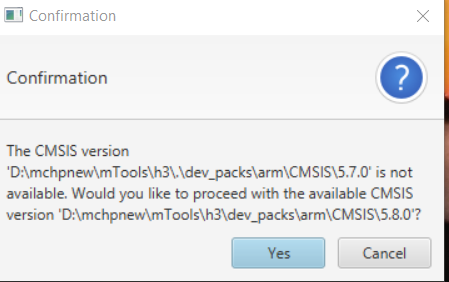 Confirmation
Confirmation
?
The CMSIS version
'D:\mchpnew\mTools\h3\.\dev_packs\arm\CMSIS\5.7.0' is not
available. Would you like to proceed with the available CMSIS
version 'D:\mchpnew\mTools\h3\dev_packs\arm\CMSIS\5.8.0'?
Yes Cancel